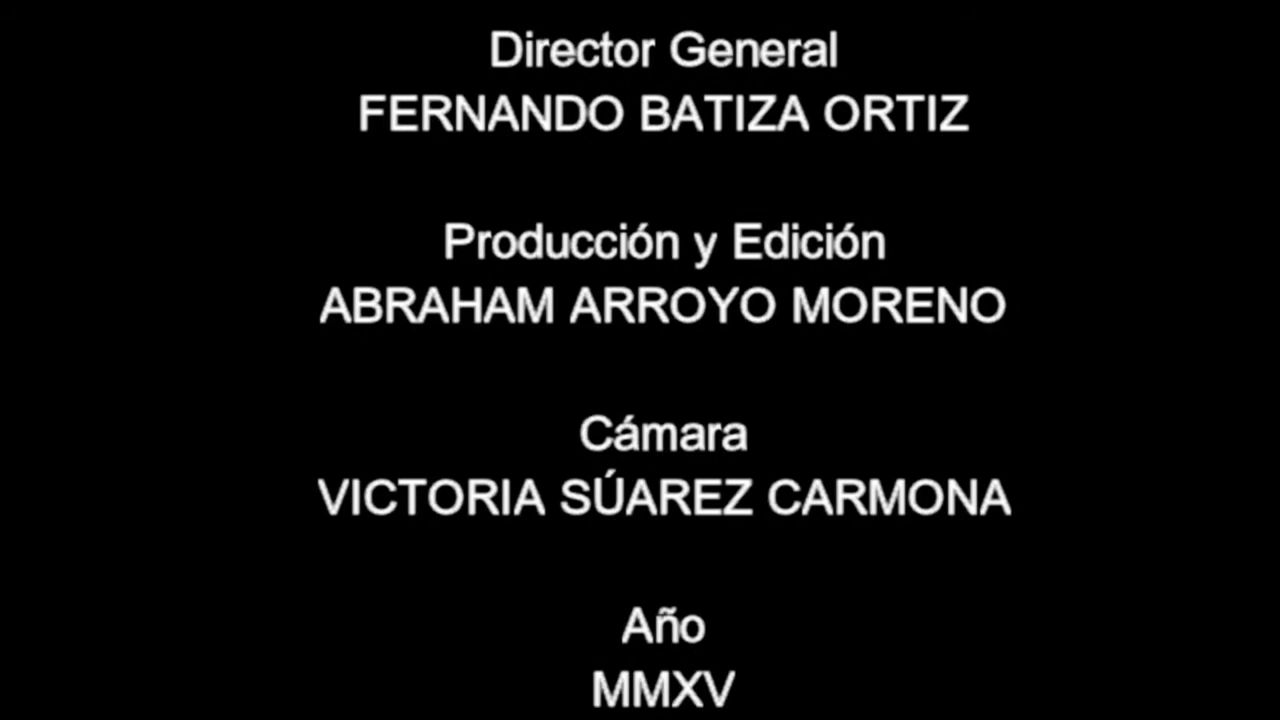 Director General
FERNANDO BATIZA ORTIZ
Producción y Edición
ABRAHAM ARROYO MORENO
Cámara
VICTORIA SÚAREZ CARMONA
Año
MMXV